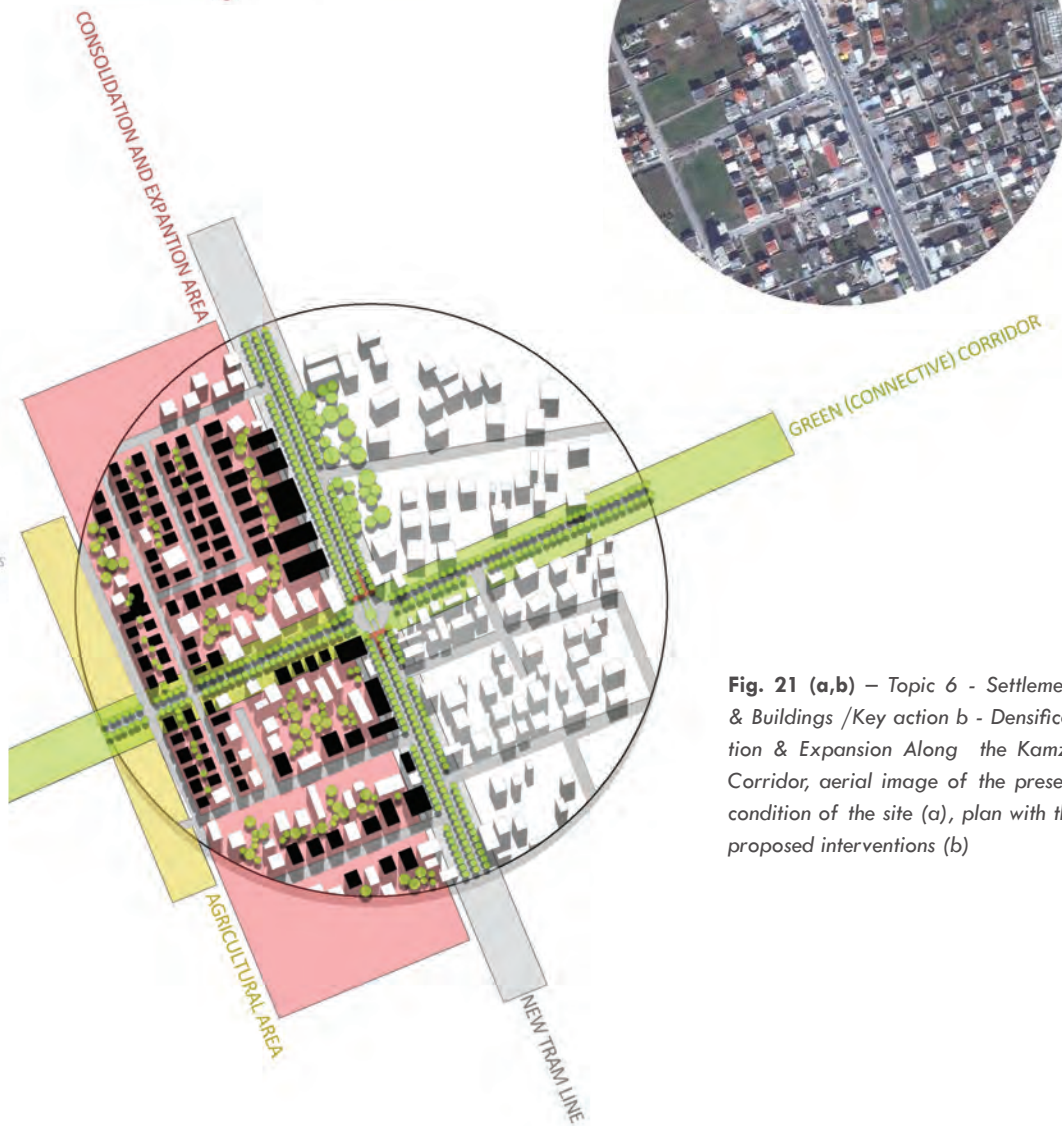 CONSOLIDATION AND EXPANTION AREA
GREEN (CONNECTIVE) CORRIDOR
AGRICULTURAL AREA
NEW TRAM LINE
Fig. 21 (a,b) – Topic 6 - Settleme
& Buildings /Key action b - Densifica
tion & Expansion Along the Kamz
Corridor, aerial image of the prese
condition of the site (a), plan with th
proposed interventions (b)